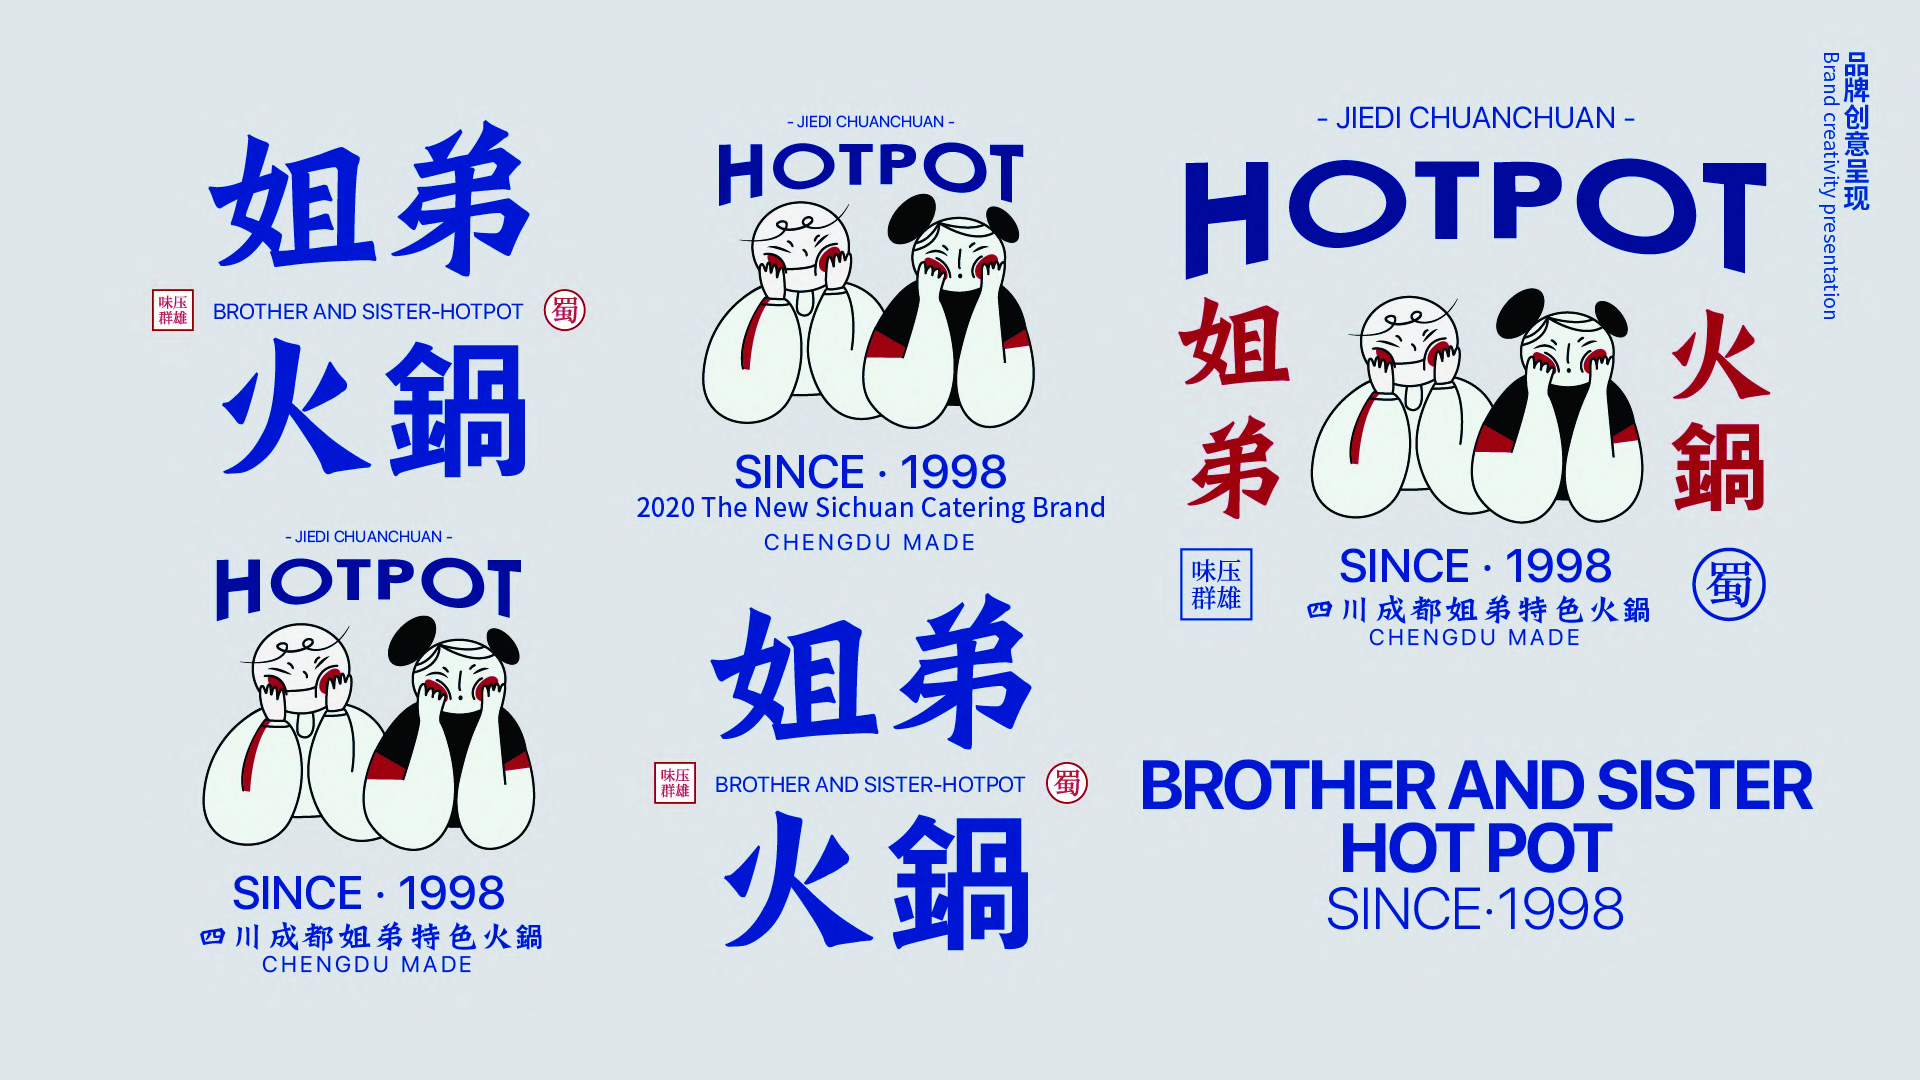 姐弟
味压
群雄
BROTHER AND SISTER-HOTPOT
蜀
火鍋
- JIEDI CHUANCHUAN -
HOTPOT
SINCE · 1998
四川成都姐弟特色火鍋
CHENGDU MADE
- JIEDI CHUANCHUAN -
HOTPOT
SINCE · 1998
2020 The New Sichuan Catering Brand
CHENGDU MADE
姐弟
味压
群雄
BROTHER AND SISTER-HOTPOT
蜀
火鍋
- JIEDI CHUANCHUAN -
HOTPOT
姐弟
火鍋
味压
群雄
SINCE · 1998
四川成都姐弟特色火鍋
CHENGDU MADE
蜀
BROTHER AND SISTER
HOT POT
SINCE·1998
品牌创意呈现
Brand creativity presentation